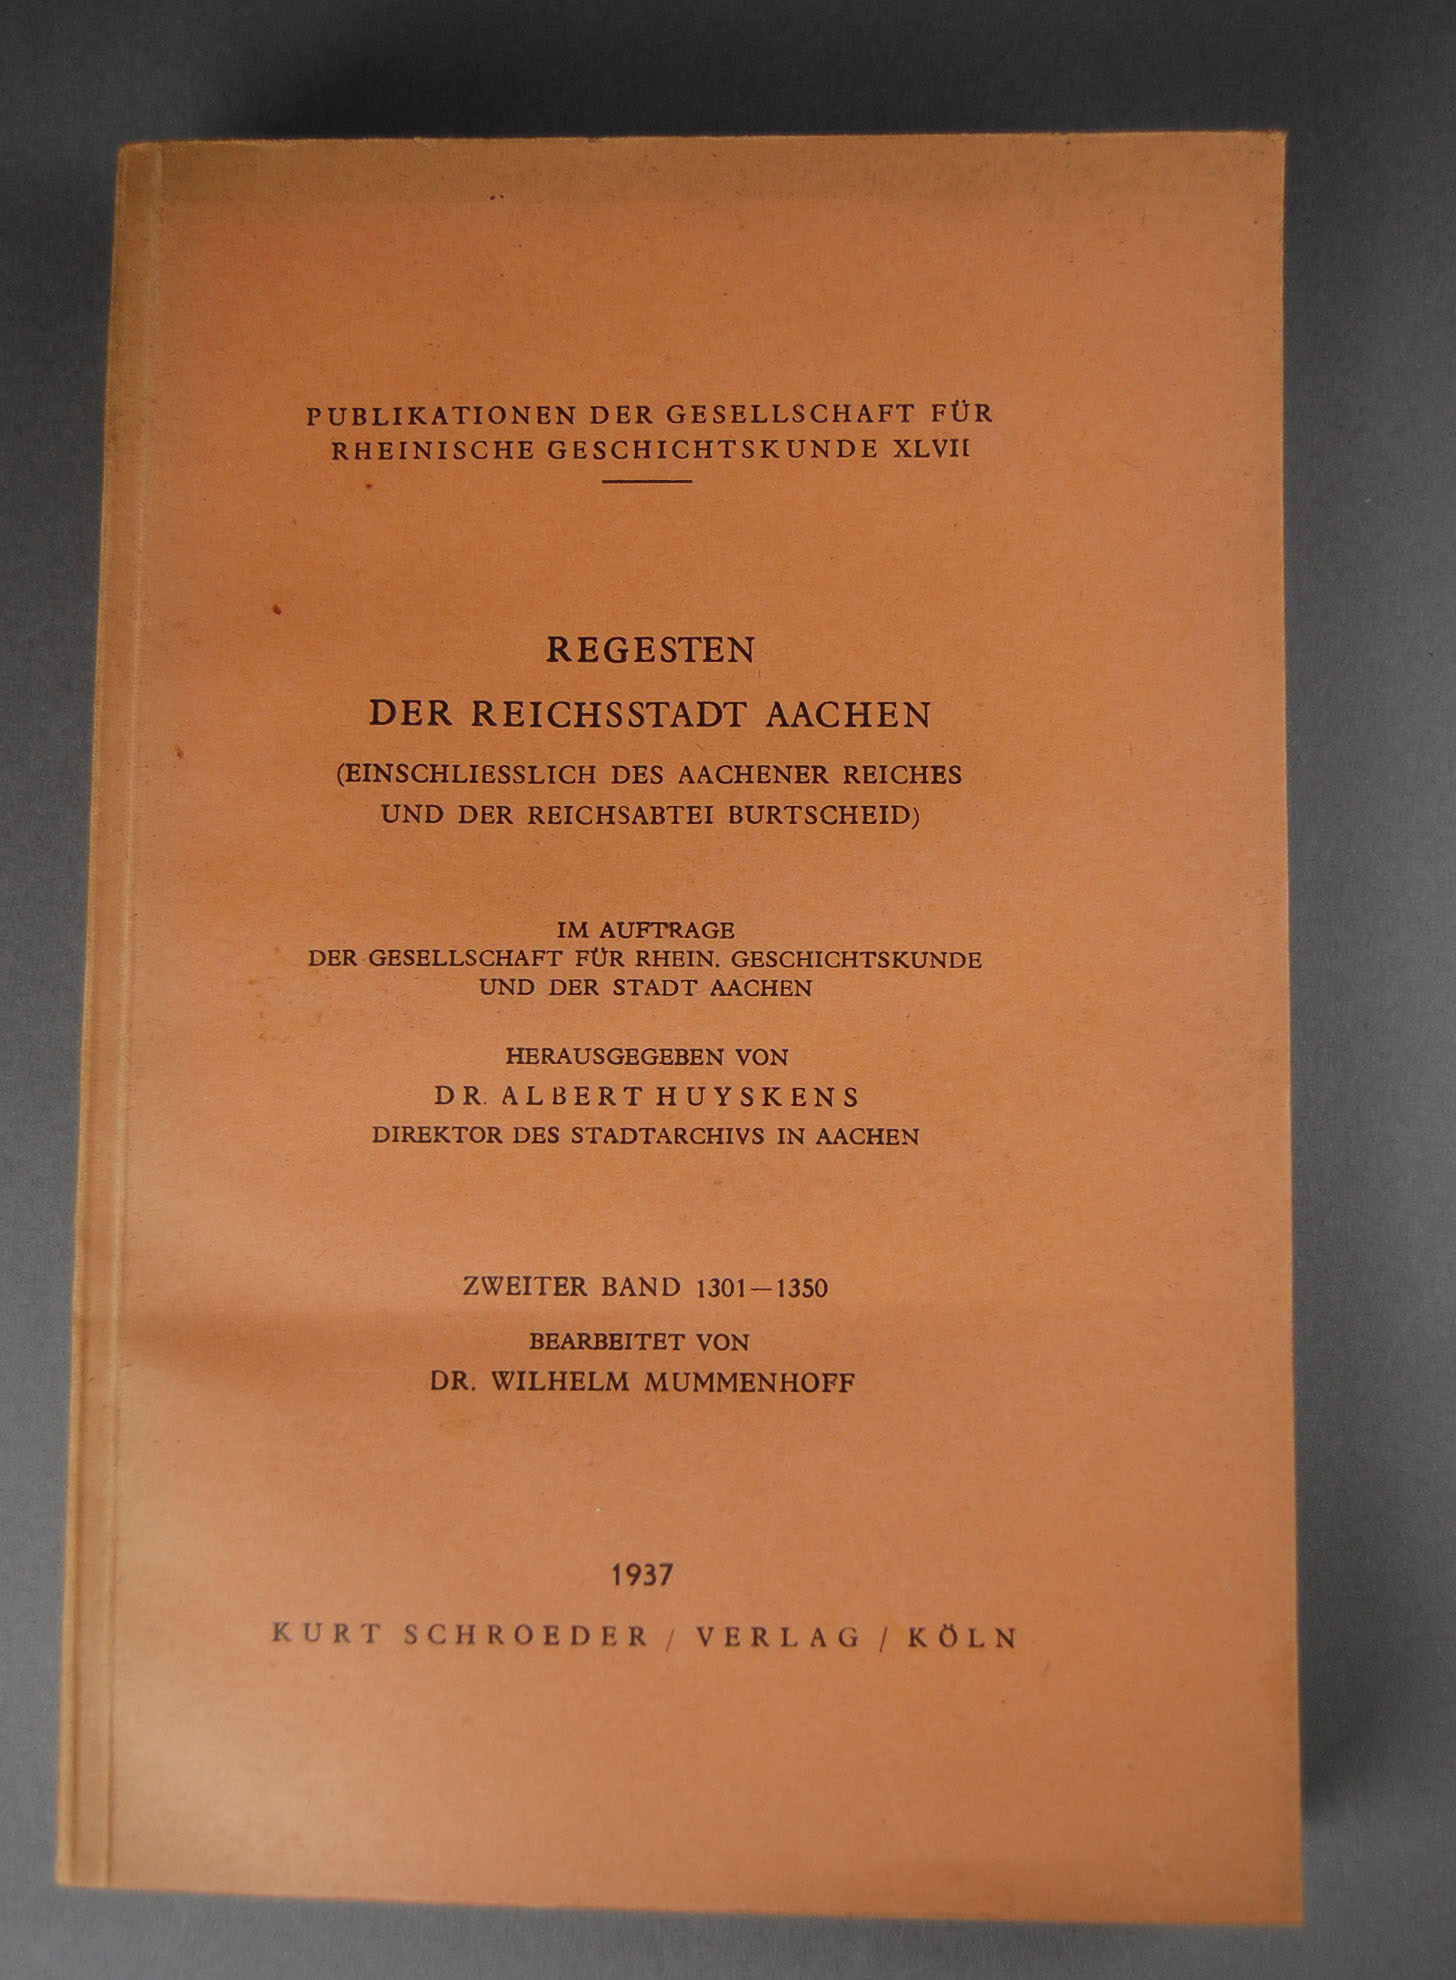 PUBLIKATIONEN DER GESELLSCHAFT FÜR
RHEINISCHE GESCHICHTSKUNDE XLVII
REGESTEN
DER REICHSSTADT AACHEN
(EINSCHLIESSLICH DES AACHENER REICHES
UND DER REICHSABTEI BURTSCHEID)
IM AUFTRAGE
DER GESELLSCHAFT FÜR RHEIN. GESCHICHTSKUNDE
UND DER STADT AACHEN
HERAUSGEGEBEN VON
DR. ALBERT HUYSKENS
DIREKTOR DES STADTARCHIVS IN AACHEN
ZWEITER BAND 1301—1350
BEARBEITET VON
DR. WILHELM MUMMENHOFF
1937
KURT SCHROEDER / VERLAG / KÖLN